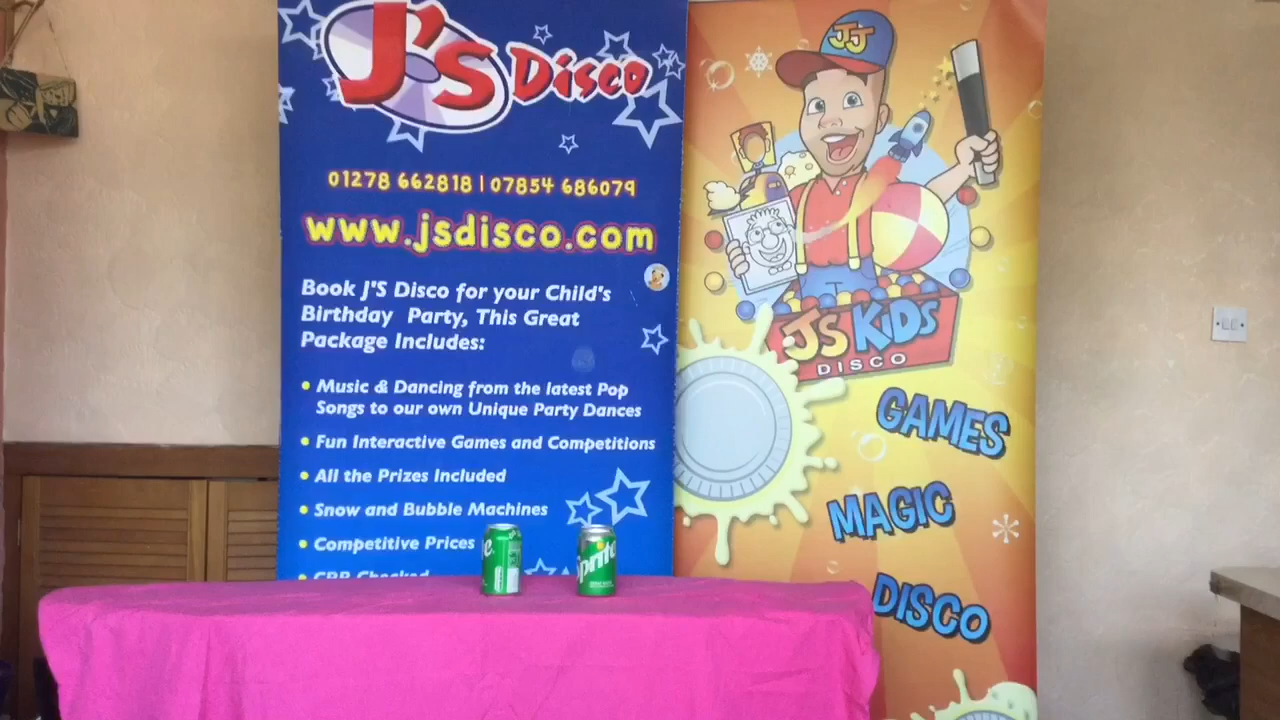 J'S Disco
01278 662818 | 07854 686079
www.jsdisco.com
Book J'S Disco for your Child's
Birthday Party, This Great
Package Includes:
• Music & Dancing from the latest Pop
Songs to our own Unique Party Dances
• Fun Interactive Games and Competitions
• All the Prizes Included
• Snow and Bubble Machines
• Competitive Prices
JJ
JS KiDS
DISCO
GAMES
MAGIC
DISCO
Sprite